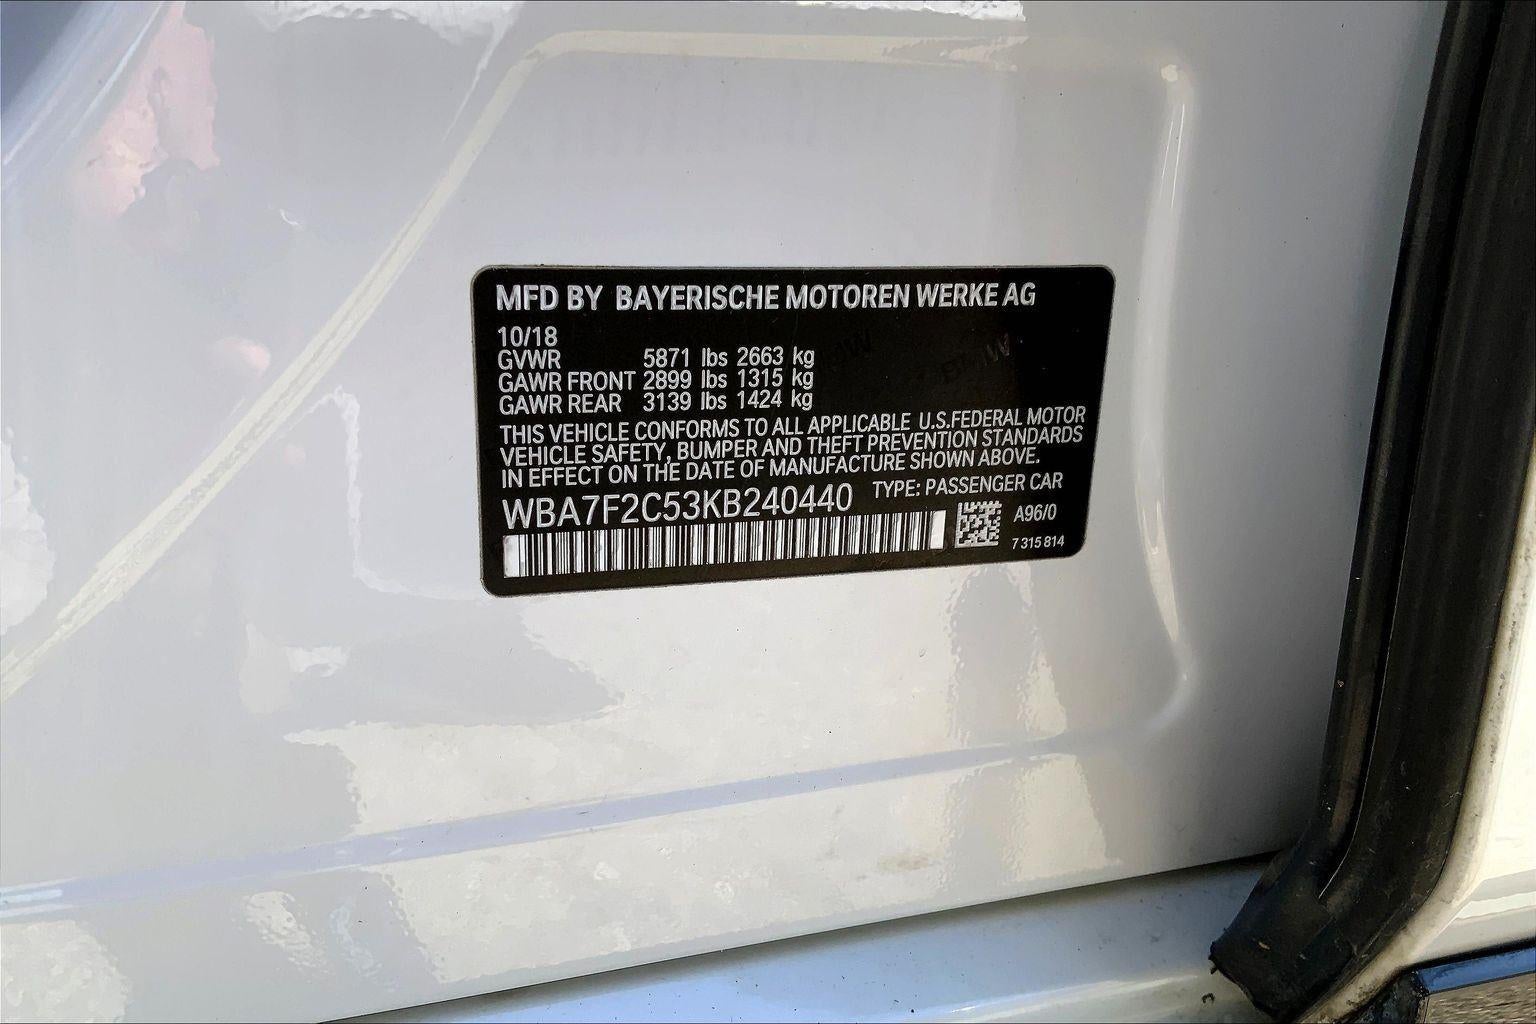 MFD BY BAYERISCHE MOTOREN WERKE AG
10/18
GVWR 5871 lbs 2663 kg
GAWR FRONT 2899 lbs 1315 kg
GAWR REAR 3139 lbs 1424 kg
THIS VEHICLE CONFORMS TO ALL APPLICABLE U.S.FEDERAL MOTOR
VEHICLE SAFETY, BUMPER AND THEFT PREVENTION STANDARDS
IN EFFECT ON THE DATE OF MANUFACTURE SHOWN ABOVE.
WBA7F2C53KB240440 TYPE: PASSENGER CAR
A96/0
7 315 814